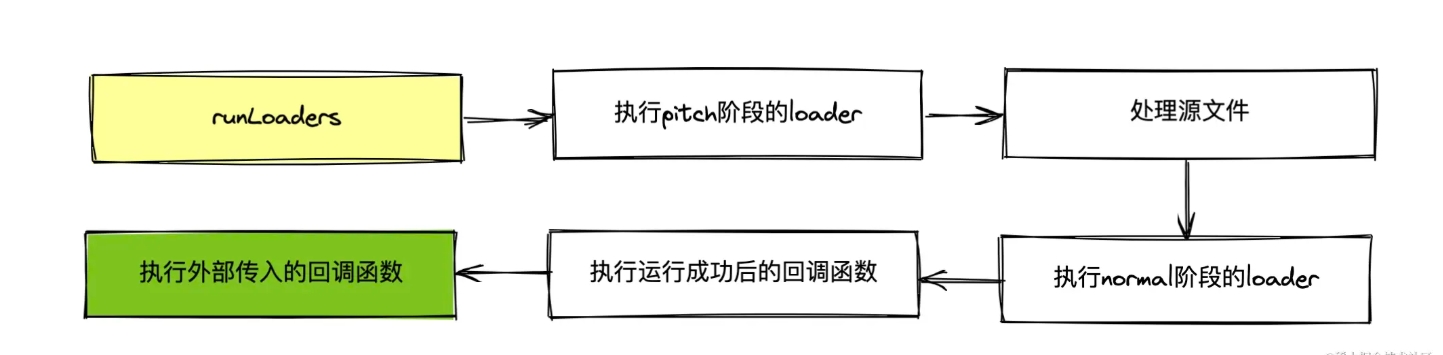 runLoaders
执行pitch阶段的loader
处理源文件
执行normal阶段的loader
执行运行成功后的回调函数
执行外部传入的回调函数